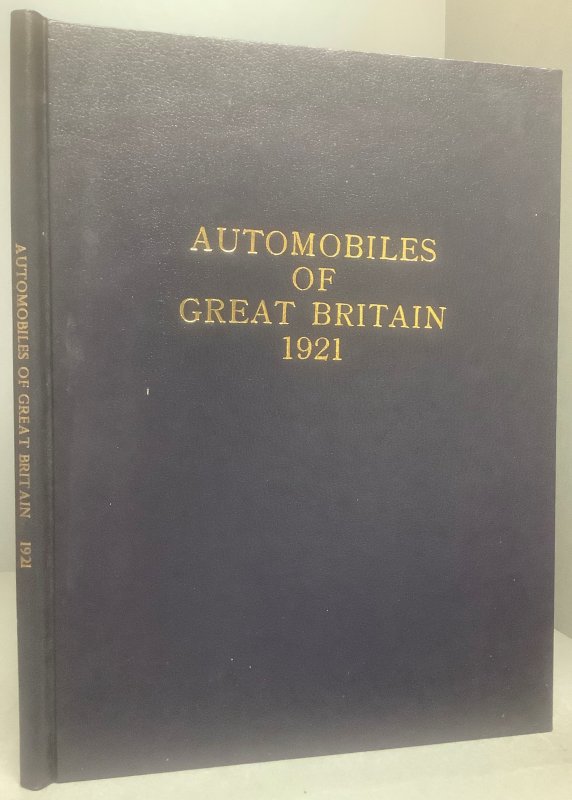 AUTOMOBILES
OF
GREAT BRITAIN
1921
AUTOMOBILES OF GREAT BRITAIN 1921